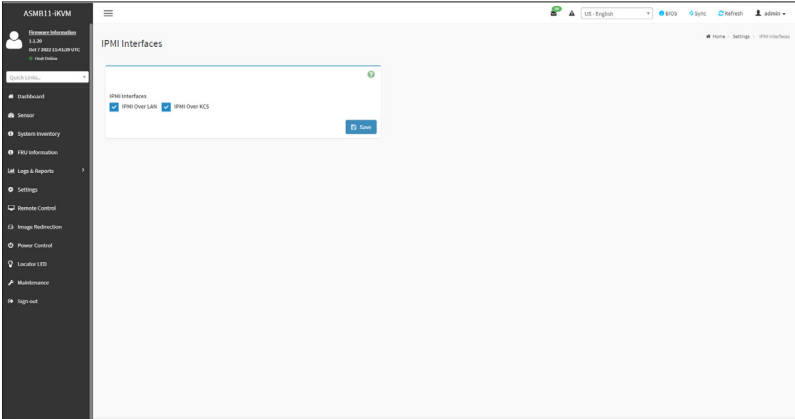 ASMB11-iKVM
Firmware Information
1.1.20
Oct 7 2022 11:41:20 UTC
Host Online
Quick Links...
Dashboard
Sensor
System Inventory
FRU Information
Logs & Reports
Settings
Remote Control
Image Redirection
Power Control
Locator LED
Maintenance
Sign out
US - English
BIOS
Sync
Refresh
admin
IPMI Interfaces
Home
Settings
IPMI Interfaces
IPMI Interfaces
IPMI Over LAN
IPMI Over KCS
Save